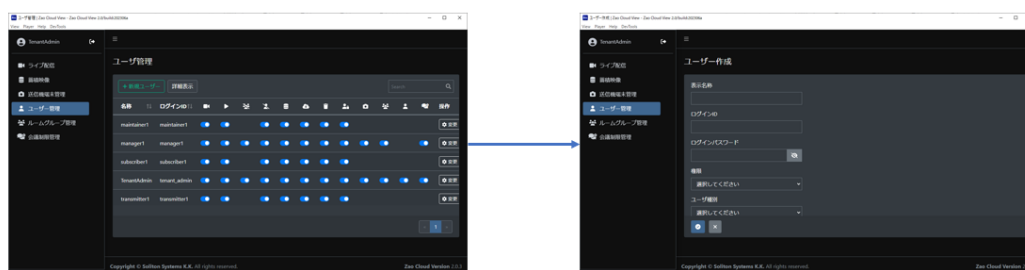 ユーザ管理 | Zao Cloud View - Zao Cloud View
View Player Help DevTools
TenantAdmin
ライブ配信
蓄積映像
送信機端末管理
ユーザー管理
ルームグループ管理
会議制限管理
ユーザ管理
+ 新規ユーザー 詳細表示 Search
名称 ログインID 操作
maintainer1 maintainer1 変更
manager1 manager1 変更
subscriber1 subscriber1 変更
TenantAdmin tenant_admin 変更
transmitter1 transmitter1 変更
‹ 1 ›
Copyright © Soliton Systems K.K. All rights reserved. Zao Cloud Version
ユーザー作成 | Zao Cloud View - Zao Cloud View
View Player Help DevTools
TenantAdmin
ライブ配信
蓄積映像
送信機端末管理
ユーザー管理
ルームグループ管理
会議制限管理
ユーザー作成
表示名称
ログインID
ログインパスワード
権限
選択してください
ユーザ種別
選択してください
Copyright © Soliton Systems K.K. All rights reserved. Zao Cloud Version